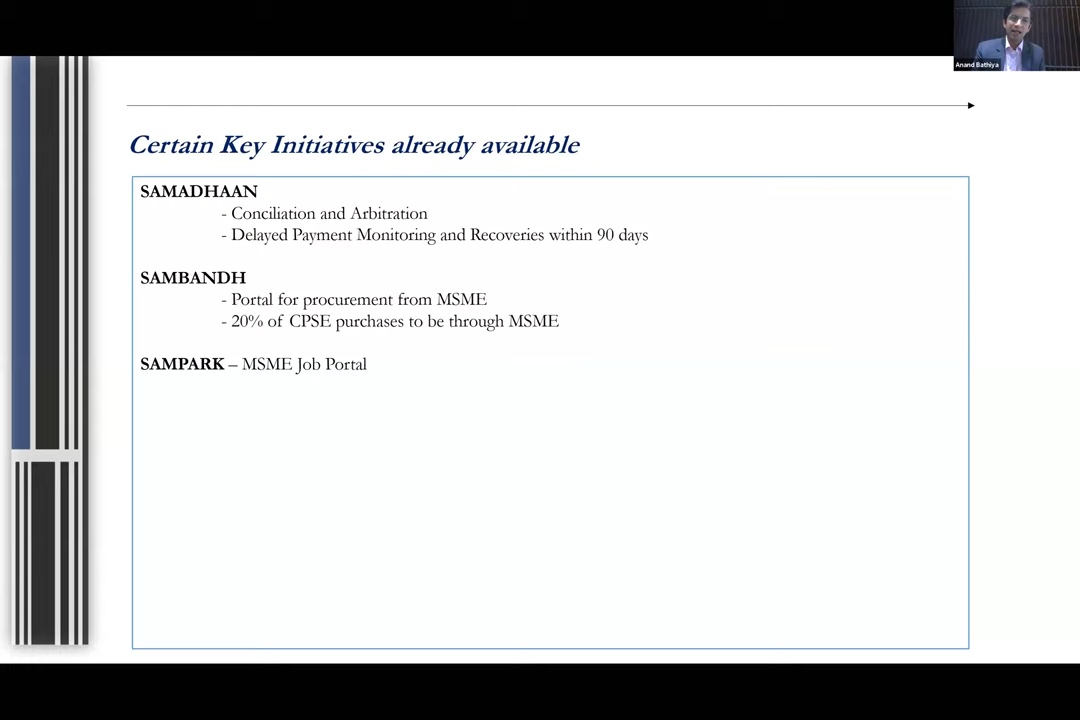 Anand Bathiya
Certain Key Initiatives already available
SAMADHAAN
- Conciliation and Arbitration
- Delayed Payment Monitoring and Recoveries within 90 days
SAMBANDH
- Portal for procurement from MSME
- 20% of CPSE purchases to be through MSME
SAMPARK – MSME Job Portal